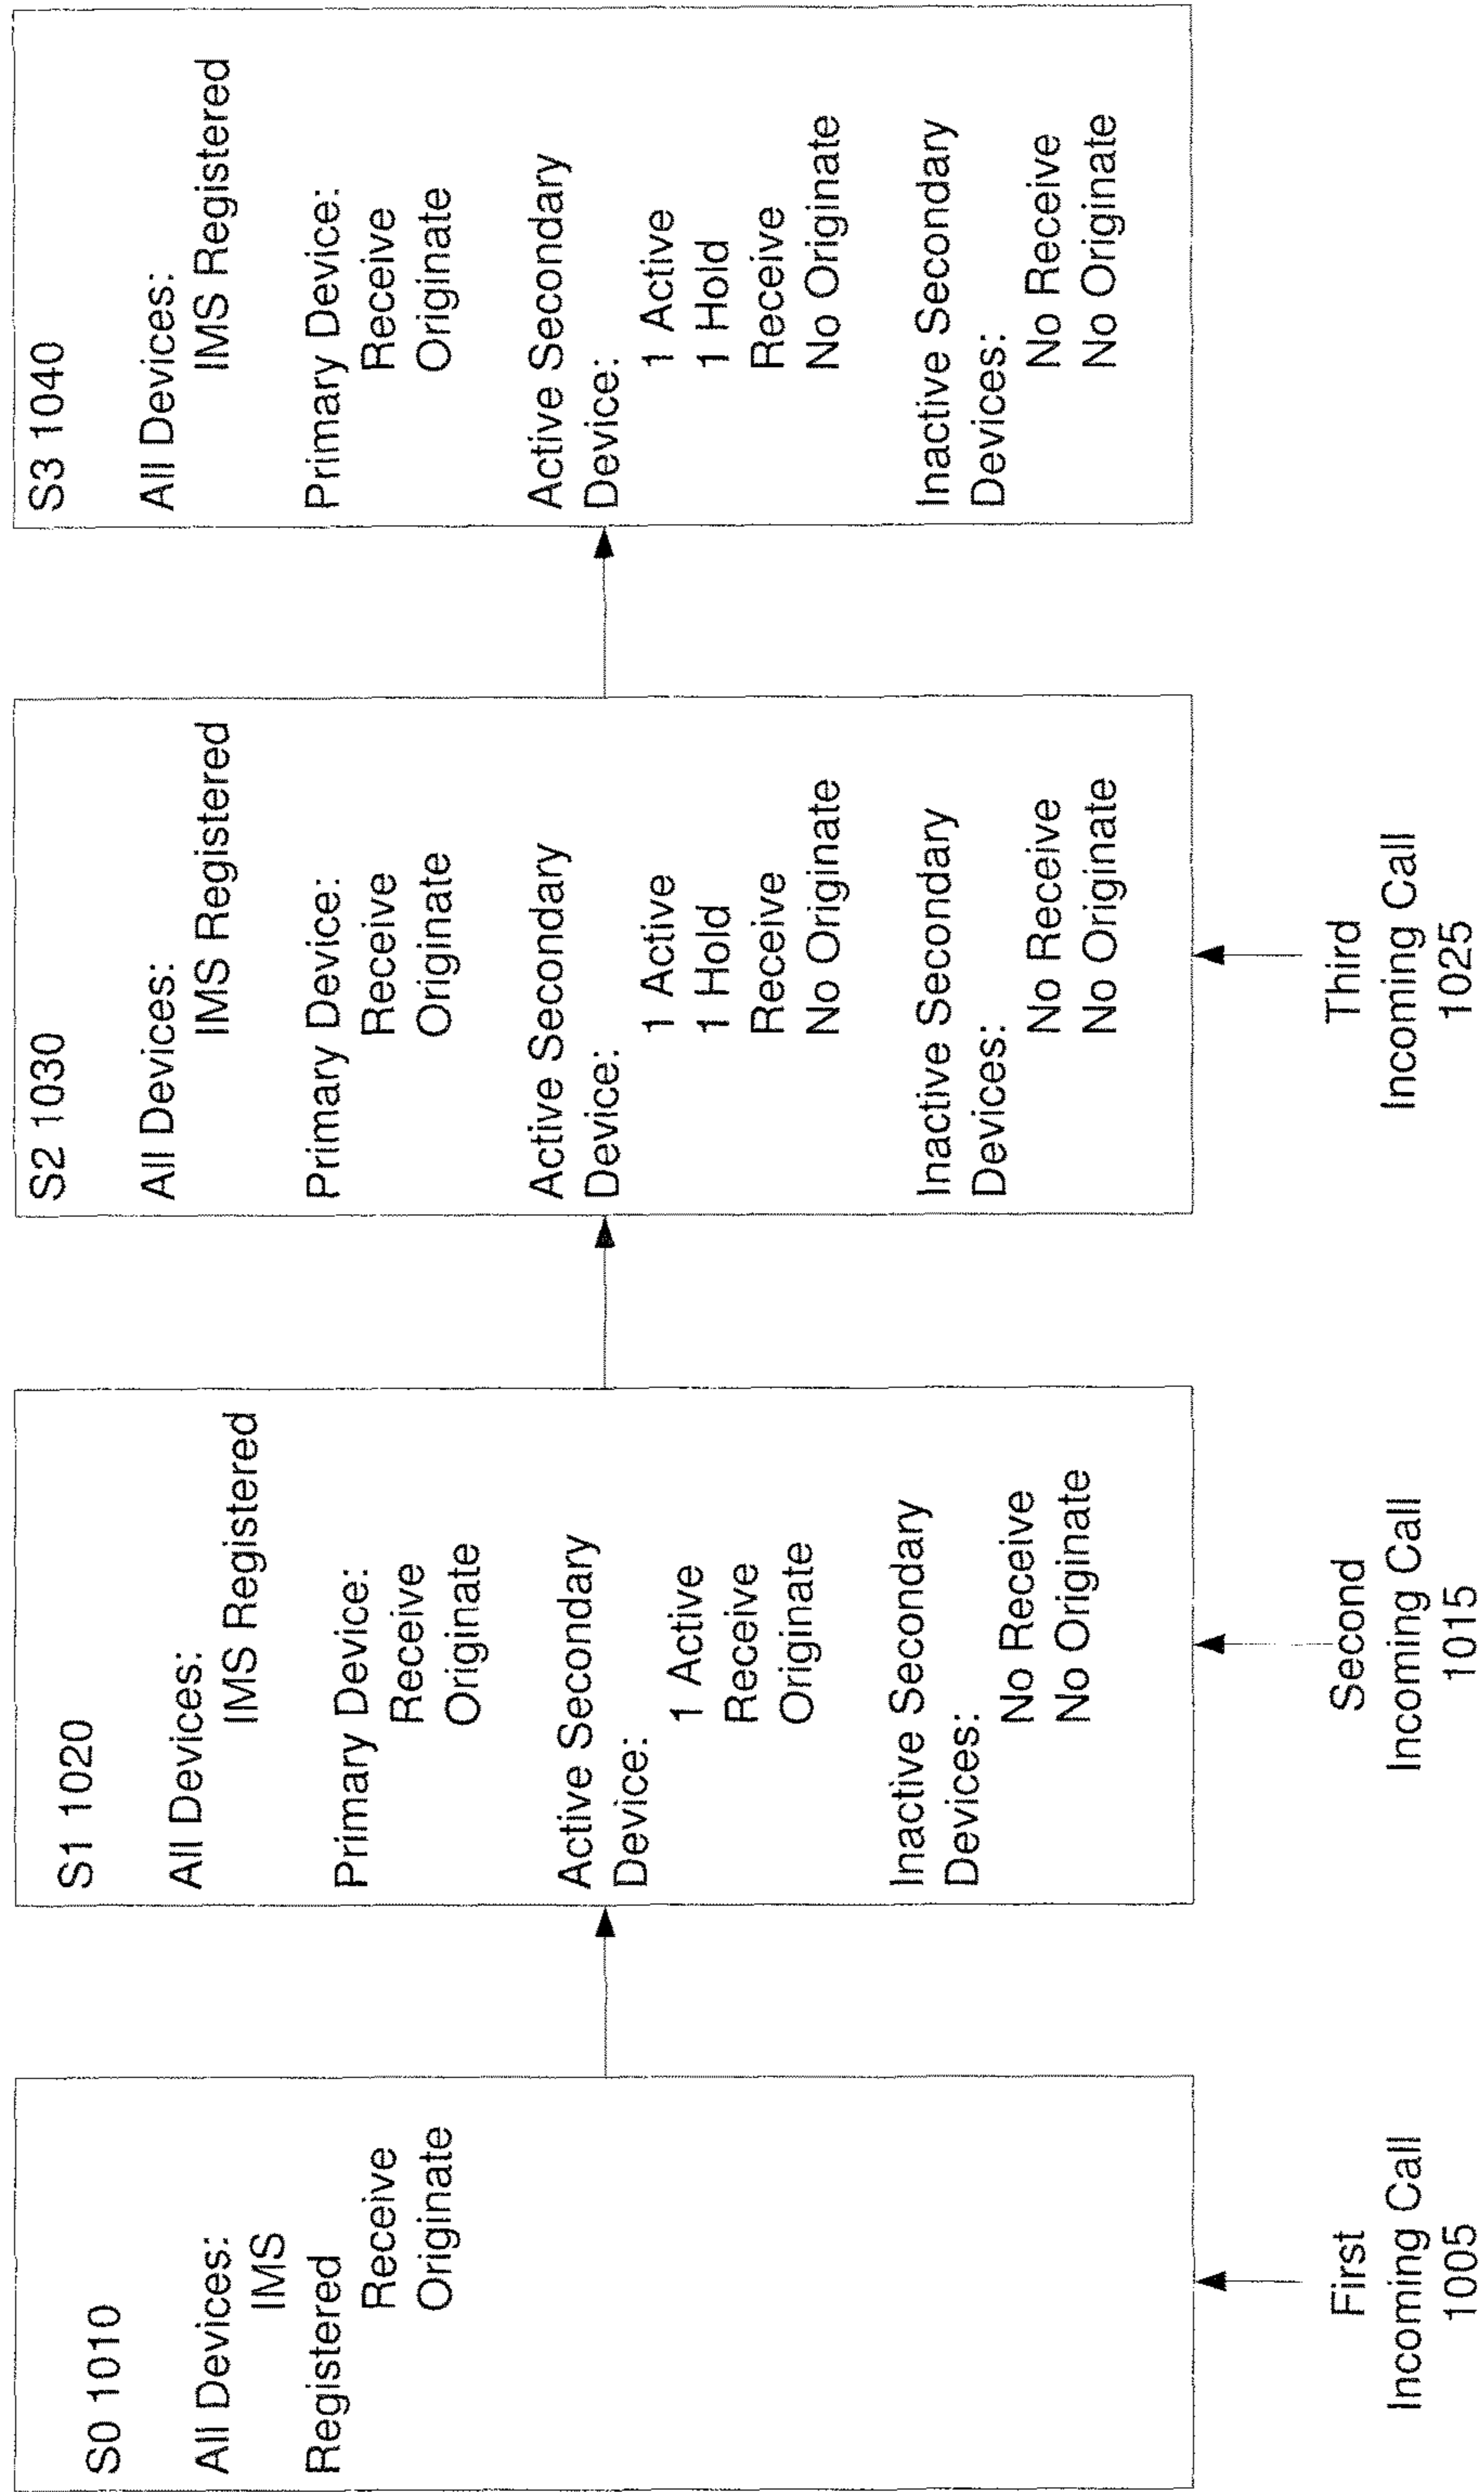 S0 1010
All Devices:
IMS
Registered
Receive
Originate
First
Incoming Call
1005
S1 1020
All Devices:
IMS Registered
Primary Device:
Receive
Originate
Active Secondary
Device:
1 Active
Receive
Originate
Inactive Secondary
Devices:
No Receive
No Originate
Second
Incoming Call
1015
S2 1030
All Devices:
IMS Registered
Primary Device:
Receive
Originate
Active Secondary
Device:
1 Active
1 Hold
Receive
No Originate
Inactive Secondary
Devices:
No Receive
No Originate
Third
Incoming Call
1025
S3 1040
All Devices:
IMS Registered
Primary Device:
Receive
Originate
Active Secondary
Device:
1 Active
1 Hold
Receive
No Originate
Inactive Secondary
Devices:
No Receive
No Originate